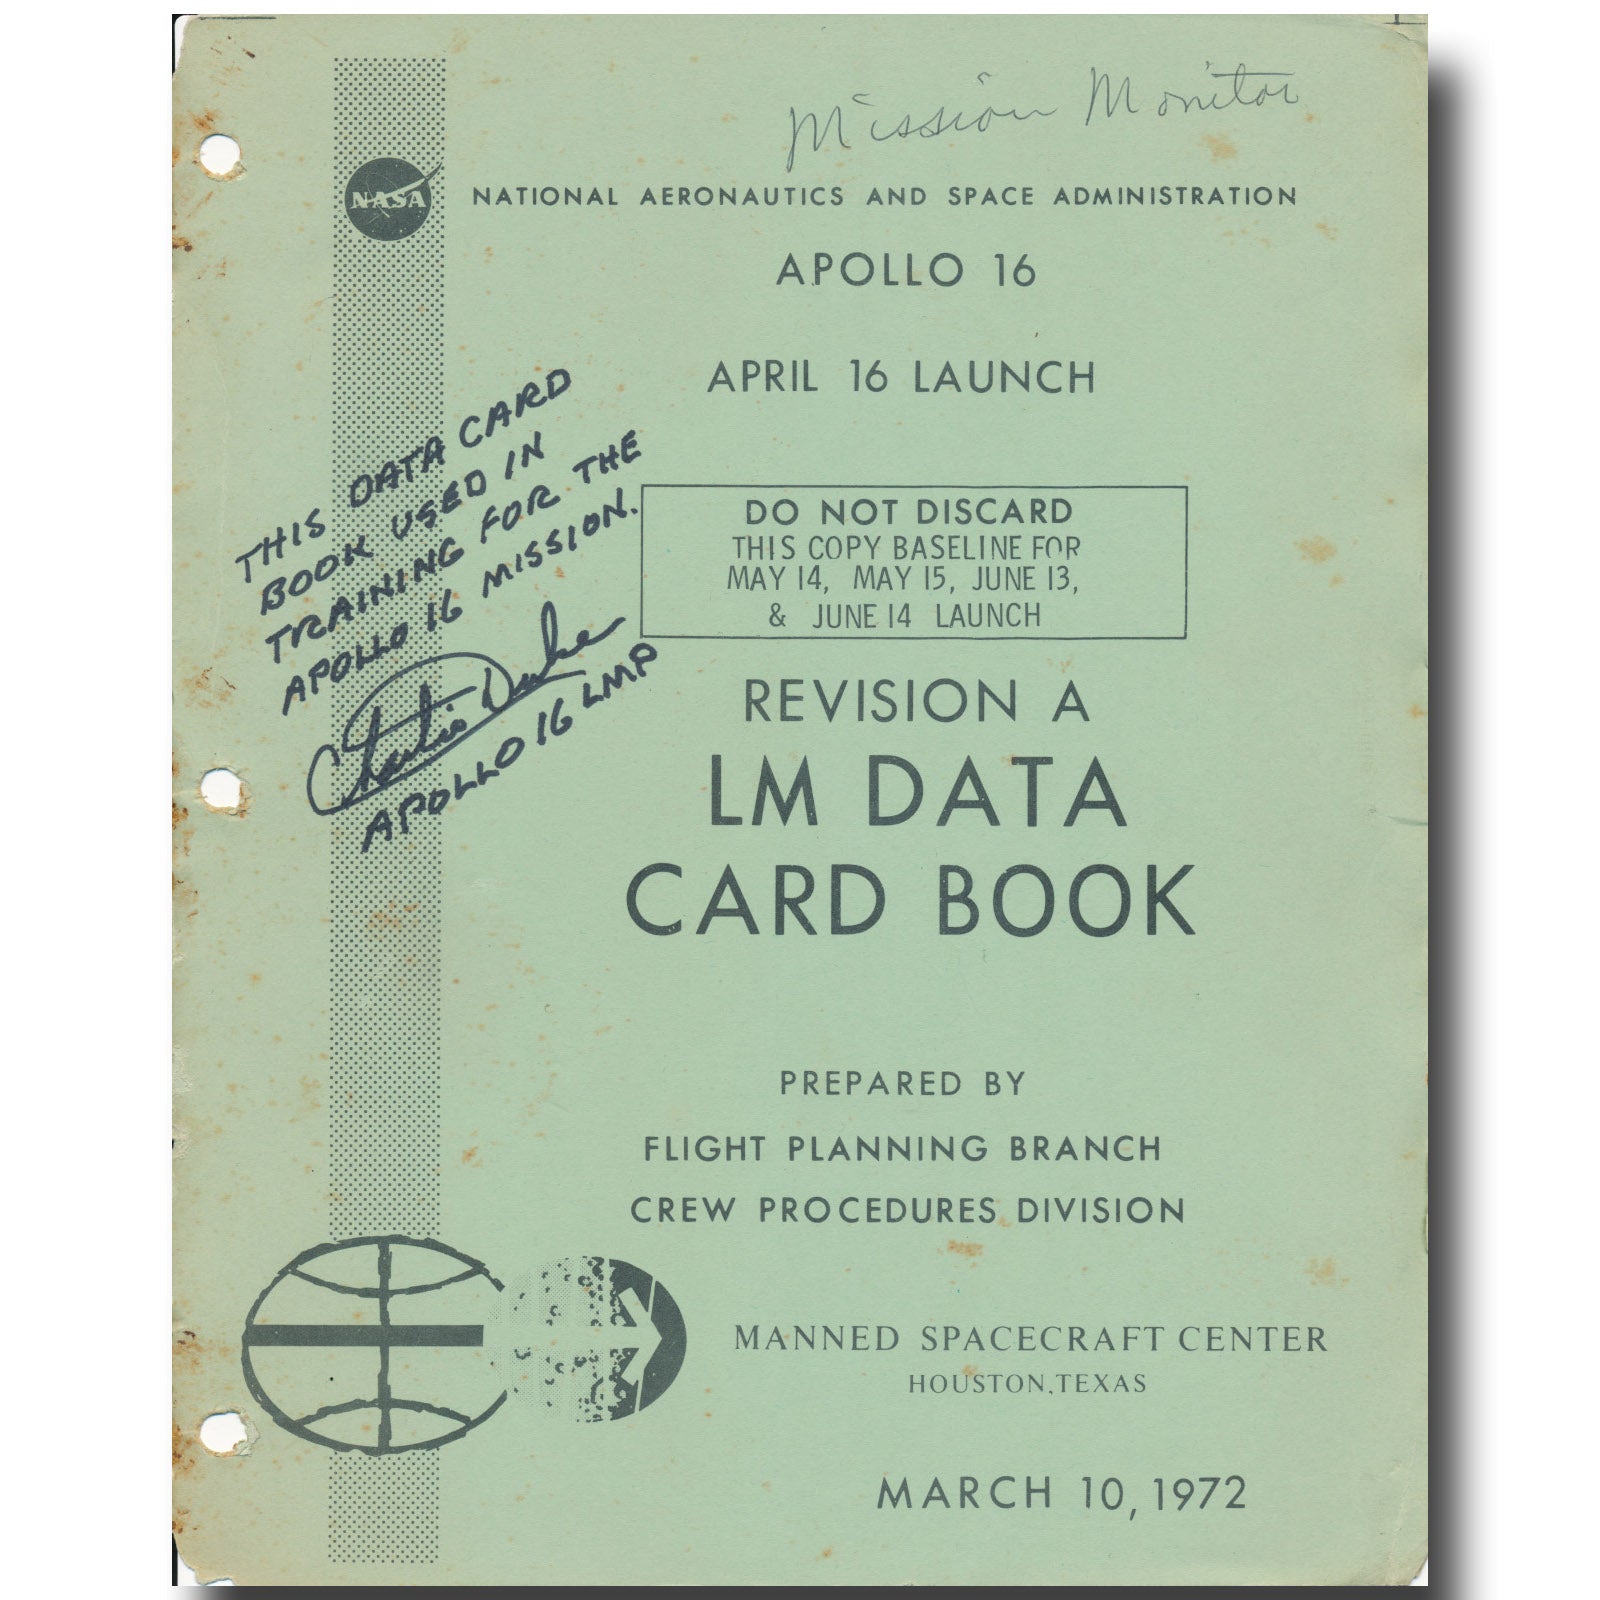 Mission Monitor
NASA
NATIONAL AERONAUTICS AND SPACE ADMINISTRATION
APOLLO 16
APRIL 16 LAUNCH
THIS DATA CARD
BOOK USED IN
TRAINING FOR THE
APOLLO 16 MISSION.
Charlie Duke
APOLLO 16 LMP
DO NOT DISCARD
THIS COPY BASELINE FOR
MAY 14, MAY 15, JUNE 13,
& JUNE 14 LAUNCH
REVISION A
LM DATA
CARD BOOK
PREPARED BY
FLIGHT PLANNING BRANCH
CREW PROCEDURES DIVISION
MANNED SPACECRAFT CENTER
HOUSTON, TEXAS
MARCH 10, 1972